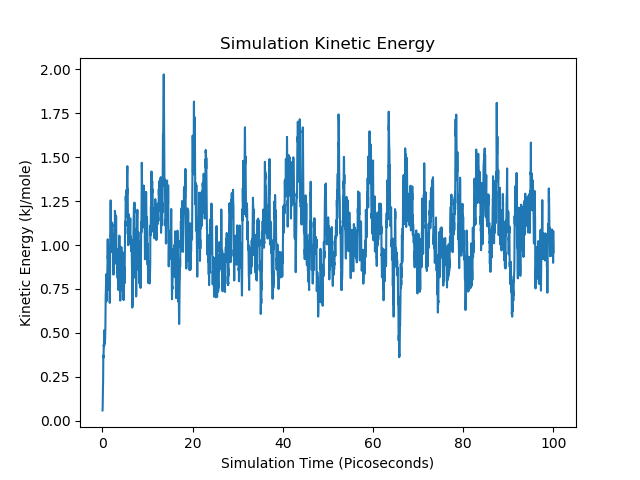 Simulation Kinetic Energy
2.00
1.75
1.50
1.25
1.00
0.75
0.50
0.25
0.00
Kinetic Energy (kJ/mole)
0 20 40 60 80 100
Simulation Time (Picoseconds)